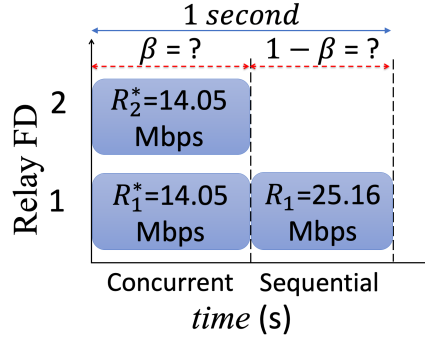 1 second
β = ?
1 − β = ?
Relay FD
2
R₂*=14.05
Mbps
1
R₁*=14.05
Mbps
R₁=25.16
Mbps
Concurrent
Sequential
time (s)